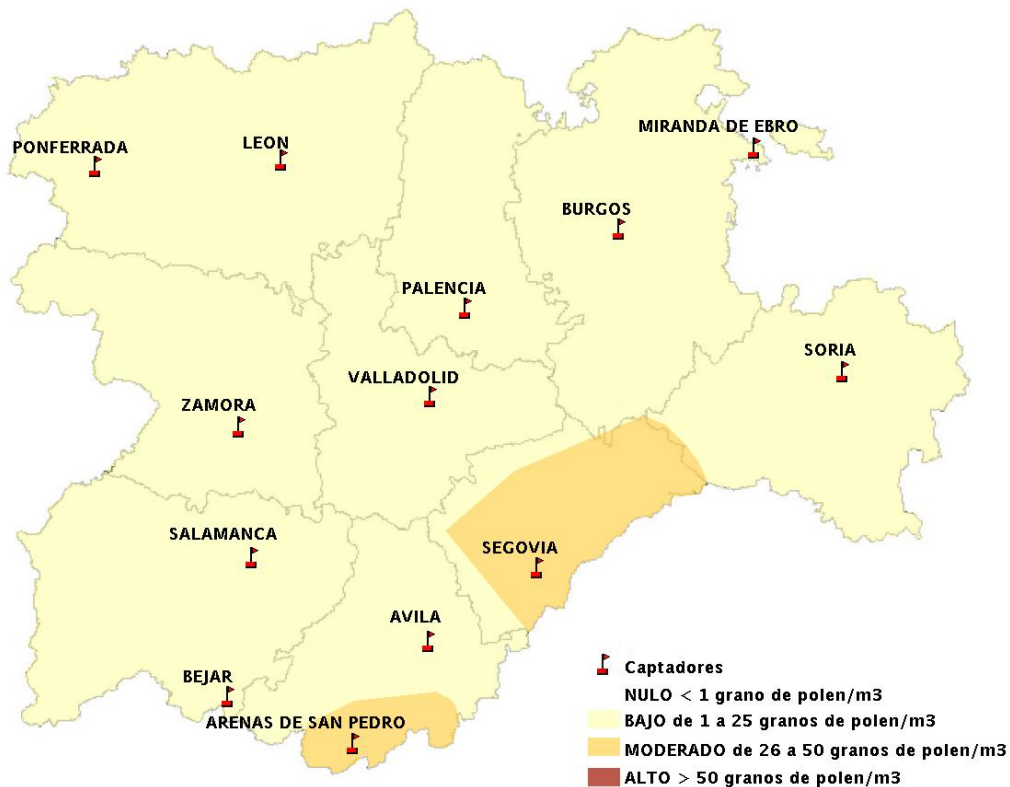 MIRANDA DE EBRO
PONFERRADA
LEON
BURGOS
PALENCIA
SORIA
VALLADOLID
ZAMORA
SALAMANCA
SEGOVIA
AVILA
BEJAR
ARENAS DE SAN PEDRO
Captadores
NULO < 1 grano de polen/m3
BAJO de 1 a 25 granos de polen/m3
MODERADO de 26 a 50 granos de polen/m3
ALTO > 50 granos de polen/m3